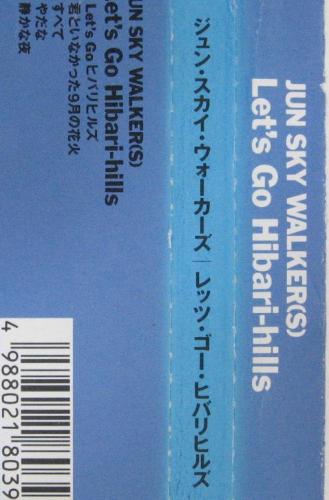 JUN SKY WALKER(S)
Let's Go Hibari-hills
ジュン・スカイ・ウォーカーズ｜レッツ・ゴー・ヒバリヒルズ
JUN SKY WALKER(S)
Let's Go Hibari-hills
Let's Go ヒバリヒルズ
君といなかった9月の花火
すべて
やだな
静かな夜
4 988021 8039